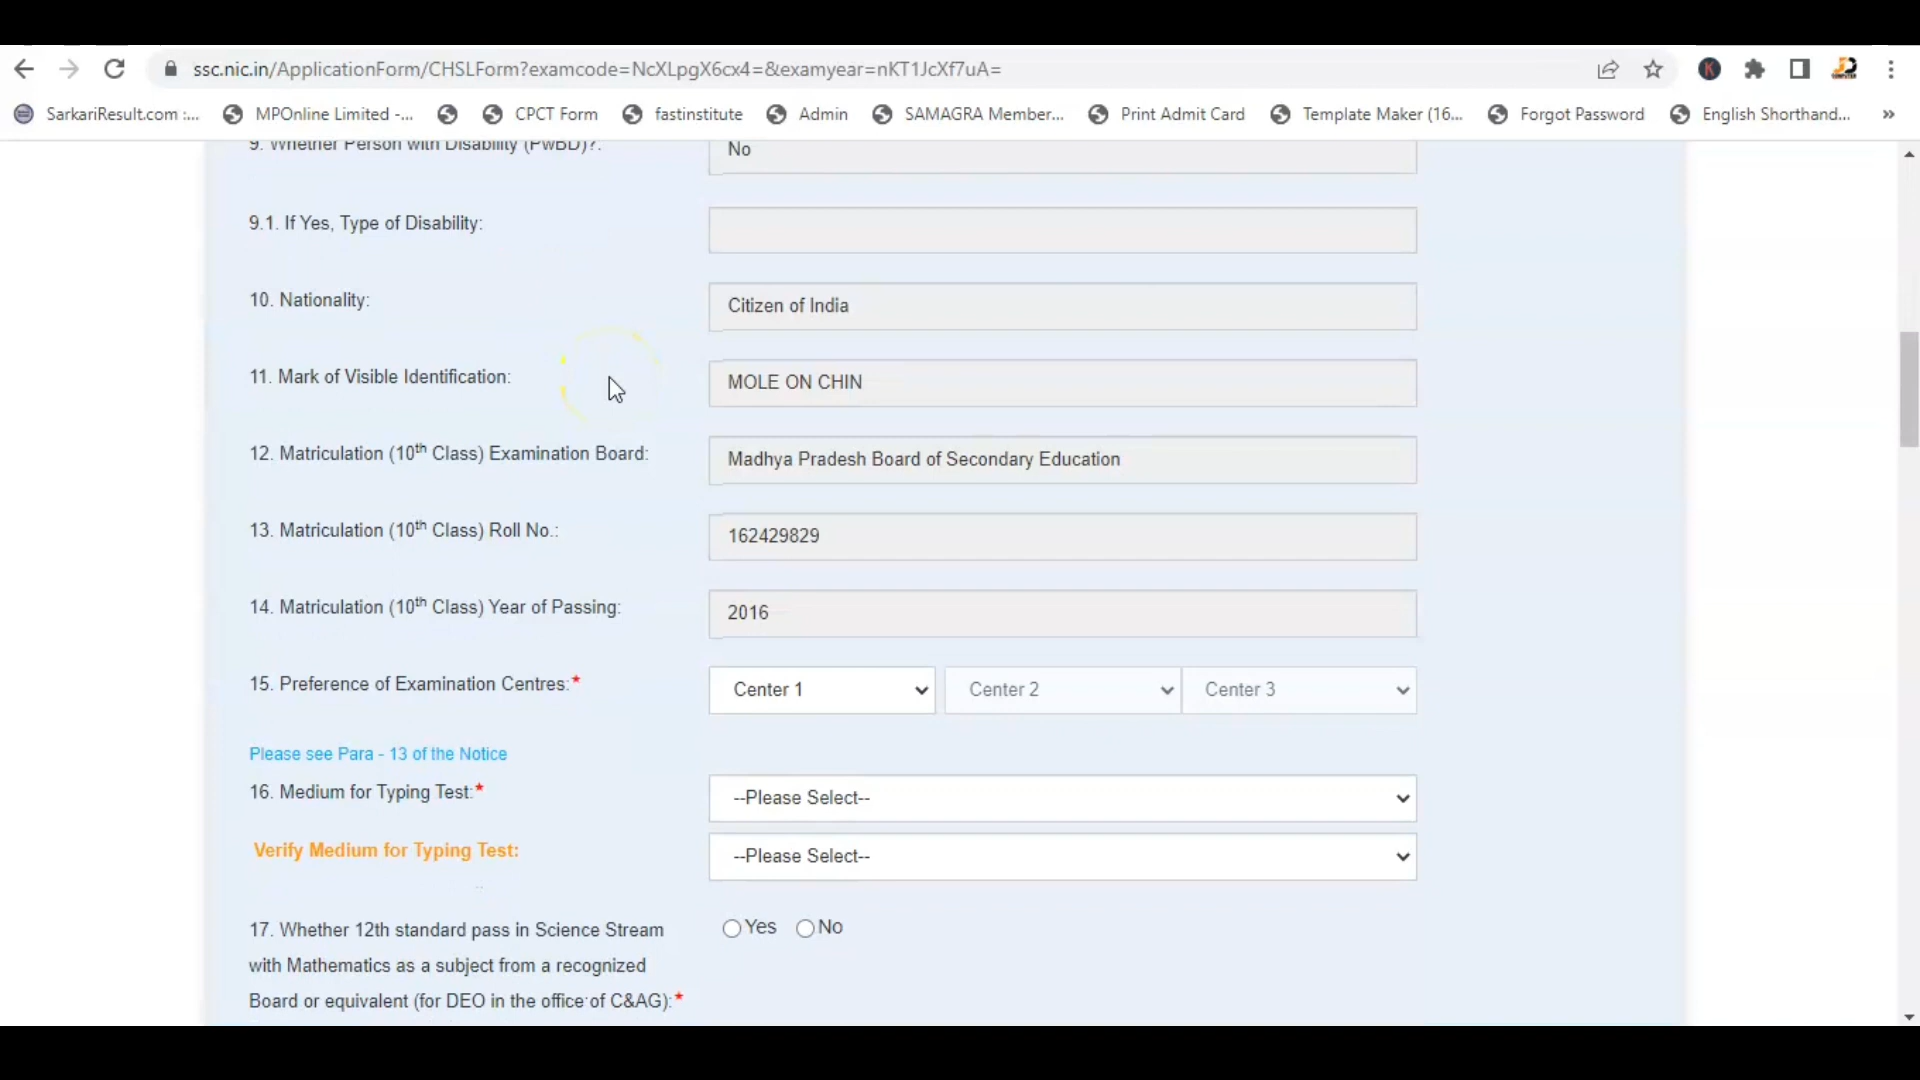 ssc.nic.in/ApplicationForm/CHSLForm?examcode=NcXLpgX6cx4=&examyear=nKT1JcXf7uA=
SarkariResult.com :... MPOnline Limited -... CPCT Form fastinstitute Admin SAMAGRA Member... Print Admit Card Template Maker (16... Forgot Password English Shorthand... »
9. Whether Person with Disability (PwBD)?: No
9.1. If Yes, Type of Disability:
10. Nationality: Citizen of India
11. Mark of Visible Identification: MOLE ON CHIN
12. Matriculation (10th Class) Examination Board: Madhya Pradesh Board of Secondary Education
13. Matriculation (10th Class) Roll No.: 162429829
14. Matriculation (10th Class) Year of Passing: 2016
15. Preference of Examination Centres:* Center 1 Center 2 Center 3
Please see Para - 13 of the Notice
16. Medium for Typing Test:* --Please Select--
Verify Medium for Typing Test: --Please Select--
17. Whether 12th standard pass in Science Stream Yes No
with Mathematics as a subject from a recognized
Board or equivalent (for DEO in the office of C&AG):*